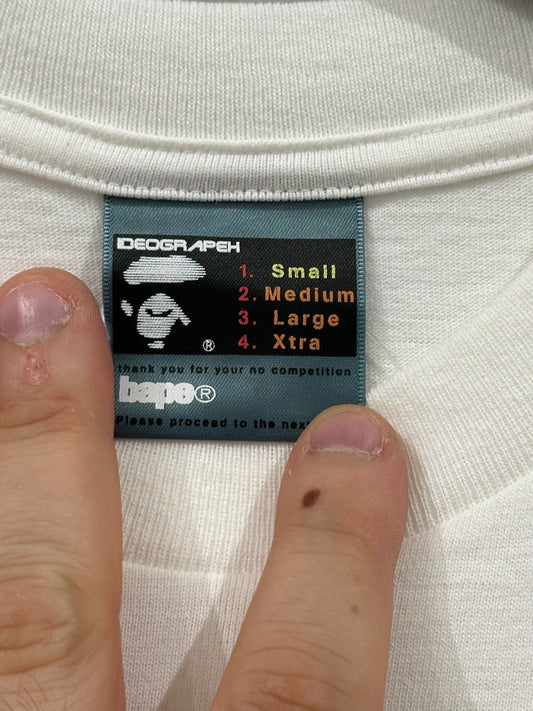 IDEOGRAPEH
1. Small
2. Medium
3. Large
4. Xtra
®
thank you for your no competition
bape®
Please proceed to the next